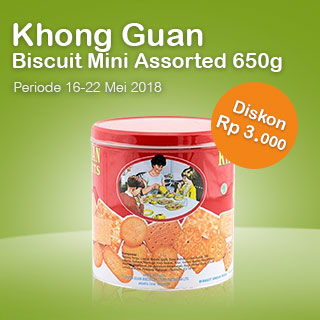 Khong Guan
Biscuit Mini Assorted 650g
Periode 16-22 Mei 2018
Diskon
Rp 3.000